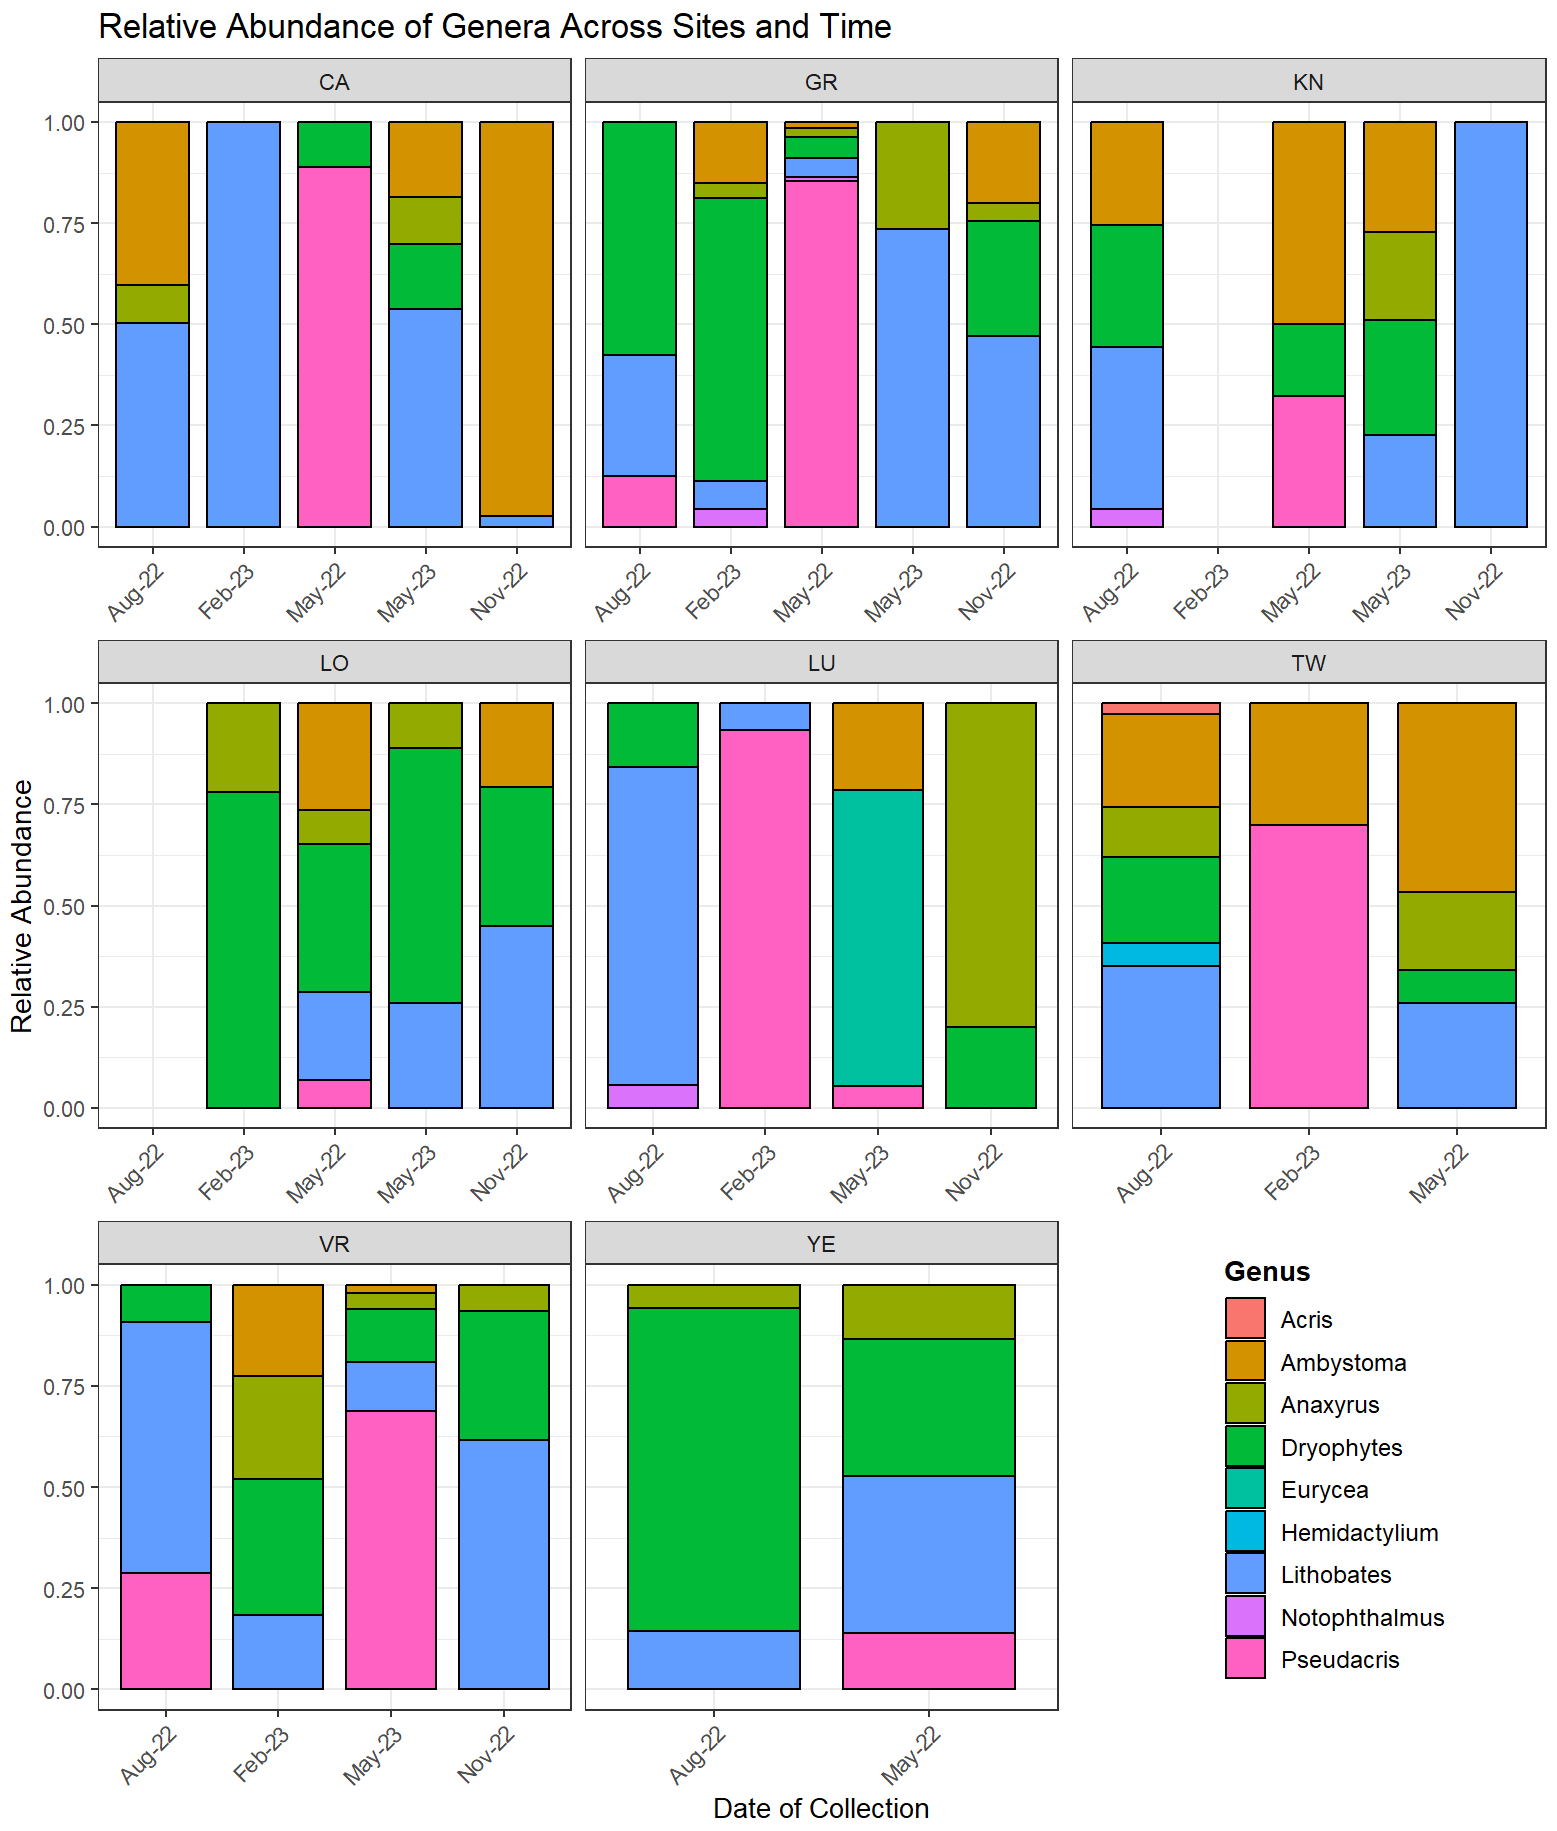 Relative Abundance of Genera Across Sites and Time
CA
GR
KN
1.00
0.75
0.50
0.25
0.00
Aug-22
Feb-23
May-22
May-23
Nov-22
Aug-22
Feb-23
May-22
May-23
Nov-22
Aug-22
Feb-23
May-22
May-23
Nov-22
LO
LU
TW
1.00
0.75
0.50
0.25
0.00
Aug-22
Feb-23
May-22
May-23
Nov-22
Aug-22
Feb-23
May-23
Nov-22
Aug-22
Feb-23
May-22
Relative Abundance
VR
YE
1.00
0.75
0.50
0.25
0.00
Aug-22
Feb-23
May-23
Nov-22
Aug-22
May-22
Date of Collection
Genus
Acris
Ambystoma
Anaxyrus
Dryophytes
Eurycea
Hemidactylium
Lithobates
Notophthalmus
Pseudacris